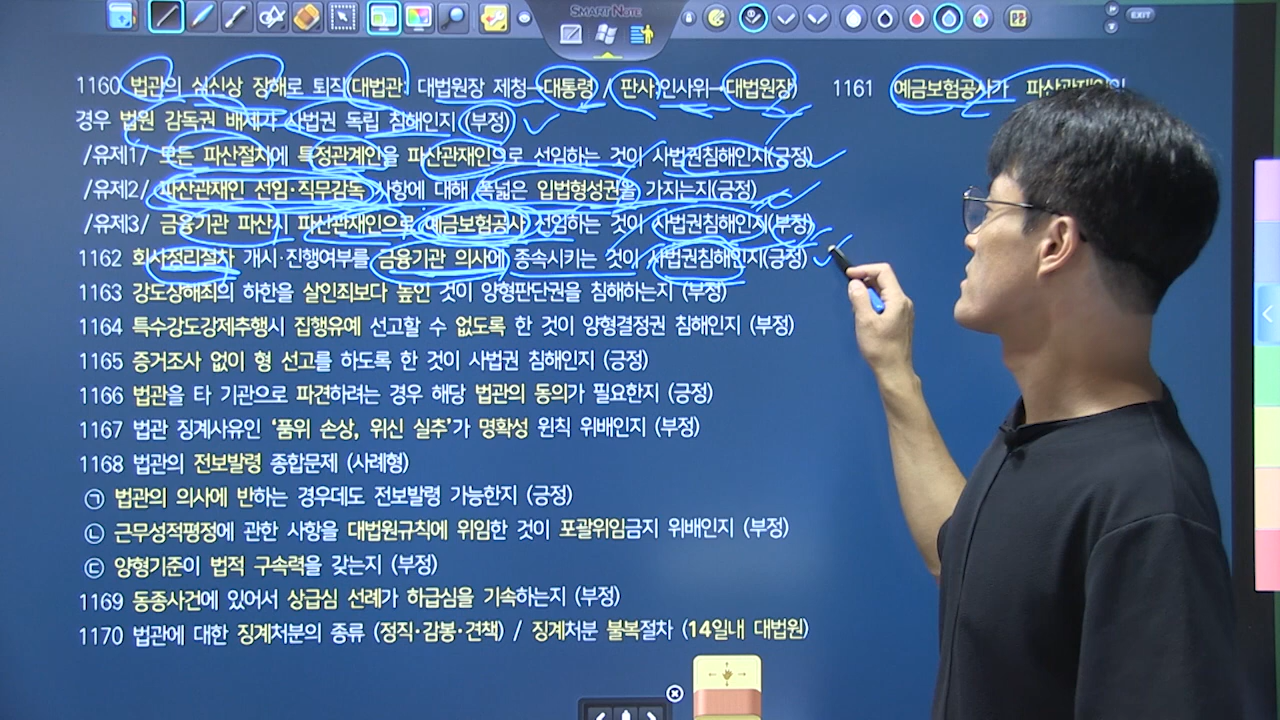 SMARTNOTE
EXIT
1160 법관의 심신상 장해로 퇴직(대법관: 대법원장 제청→대통령 / 판사:인사위→대법원장) 1161 예금보험공사가 파산관재인인
경우 법원 감독권 배제가 사법권 독립 침해인지 (부정)
/유제1/ 모든 파산절차에 특정관계인을 파산관재인으로 선임하는 것이 사법권침해인지(긍정)
/유제2/ 파산관재인 선임·직무감독 사항에 대해 폭넓은 입법형성권을 가지는지(긍정)
/유제3/ 금융기관 파산시 파산관재인으로 예금보험공사 선임하는 것이 사법권침해인지(부정)
1162 회사정리절차 개시·진행여부를 금융기관 의사에 종속시키는 것이 사법권침해인지(긍정)
1163 강도상해죄의 하한을 살인죄보다 높인 것이 양형판단권을 침해하는지 (부정)
1164 특수강도강제추행시 집행유예 선고할 수 없도록 한 것이 양형결정권 침해인지 (부정)
1165 증거조사 없이 형 선고를 하도록 한 것이 사법권 침해인지 (긍정)
1166 법관을 타 기관으로 파견하려는 경우 해당 법관의 동의가 필요한지 (긍정)
1167 법관 징계사유인 ‘품위 손상, 위신 실추’가 명확성 원칙 위배인지 (부정)
1168 법관의 전보발령 종합문제 (사례형)
㉠ 법관의 의사에 반하는 경우데도 전보발령 가능한지 (긍정)
㉡ 근무성적평정에 관한 사항을 대법원규칙에 위임한 것이 포괄위임금지 위배인지 (부정)
㉢ 양형기준이 법적 구속력을 갖는지 (부정)
1169 동종사건에 있어서 상급심 선례가 하급심을 기속하는지 (부정)
1170 법관에 대한 징계처분의 종류 (정직·감봉·견책) / 징계처분 불복절차 (14일내 대법원)